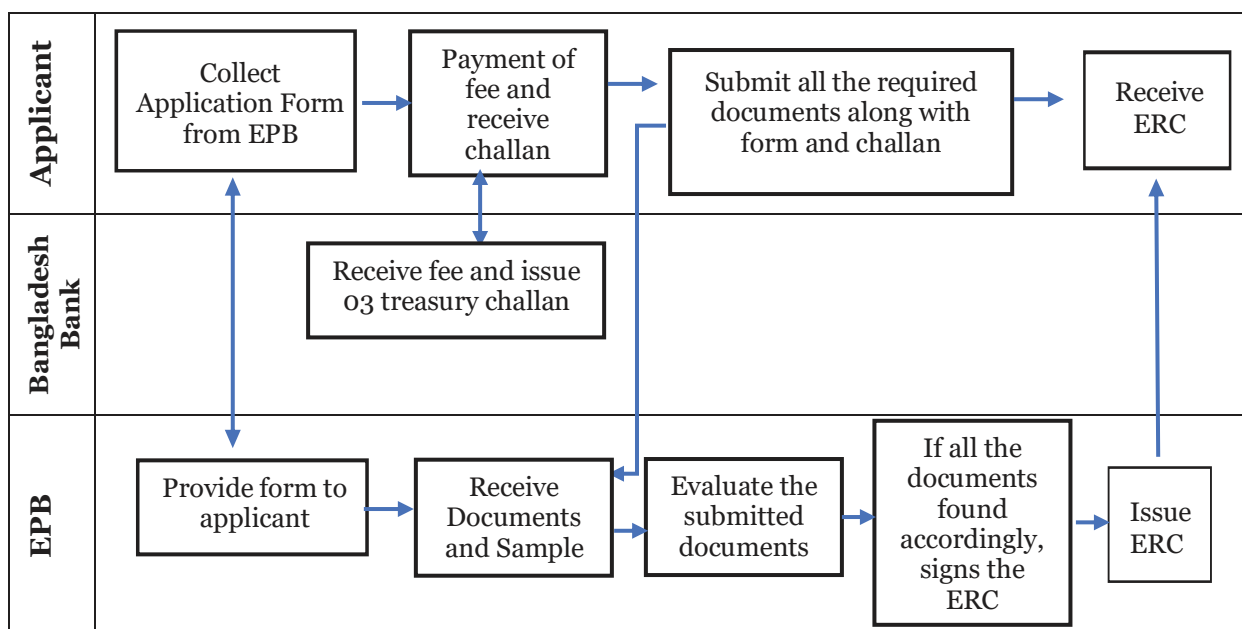 Applicant
Collect
Application Form
from EPB
Payment of
fee and
receive
challan
Submit all the required
documents along with
form and challan
Receive
ERC
Bangladesh
Bank
Receive fee and issue
03 treasury challan
EPB
Provide form to
applicant
Receive
Documents
and Sample
Evaluate the
submitted
documents
If all the
documents
found
accordingly,
signs the
ERC
Issue
ERC